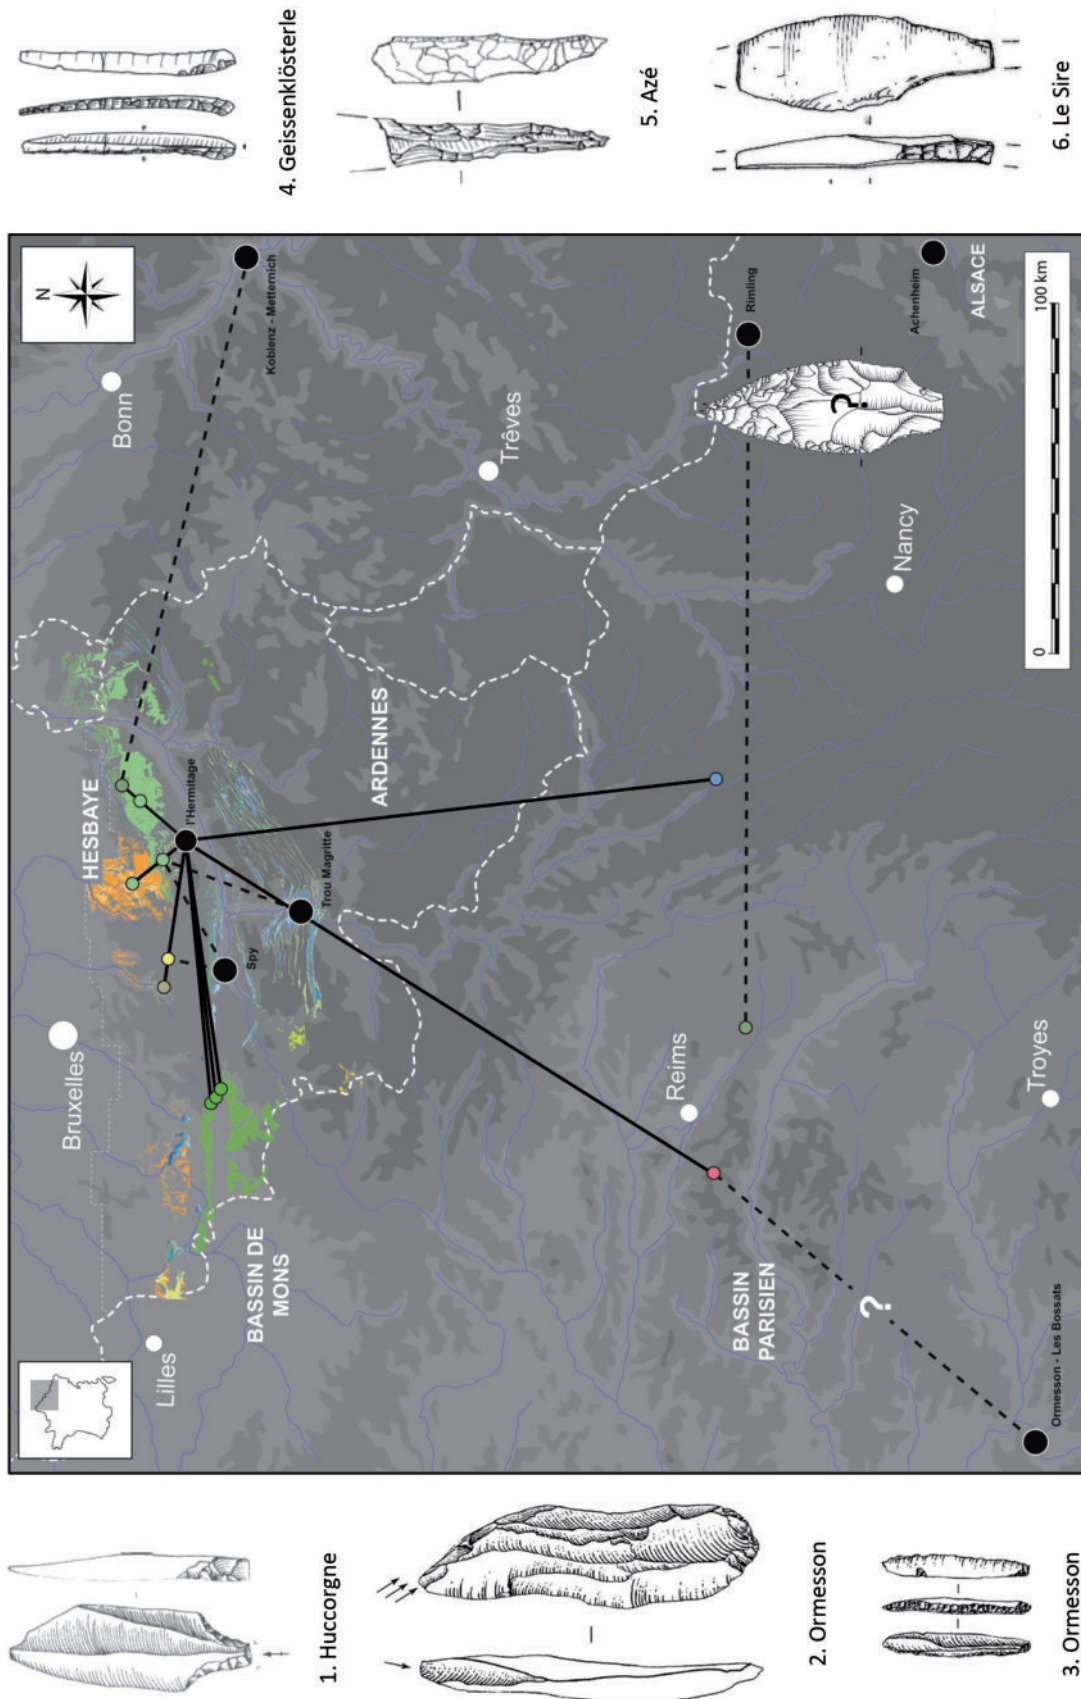 1. Huccorgne
2. Ormesson
3. Ormesson
N
Bruxelles
Lilles
HESBAYE
Bonn
l'Hermitage
Koblenz - Metternich
Spy
Trou Magritte
BASSIN DE
MONS
ARDENNES
Trêves
Reims
Rimling
BASSIN
PARISIEN
?
?
Nancy
Achenheim
ALSACE
Ormesson - Les Bossats
Troyes
0
100 km
4. Geissenklösterle
5. Azé
6. Le Sire